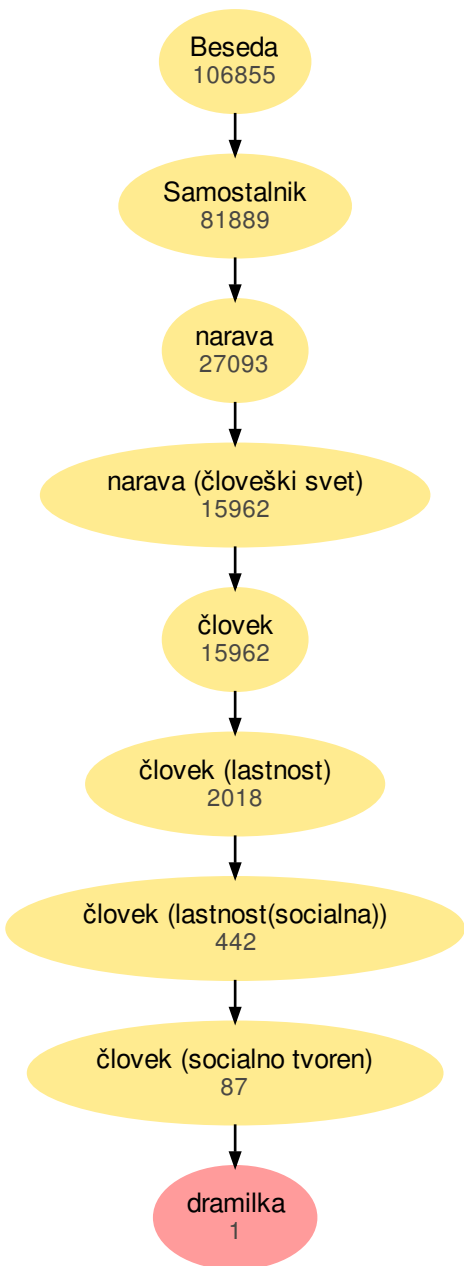 Beseda
106855
Samostalnik
81889
narava
27093
narava (človeški svet)
15962
človek
15962
človek (lastnost)
2018
človek (lastnost(socialna))
442
človek (socialno tvoren)
87
dramilka
1